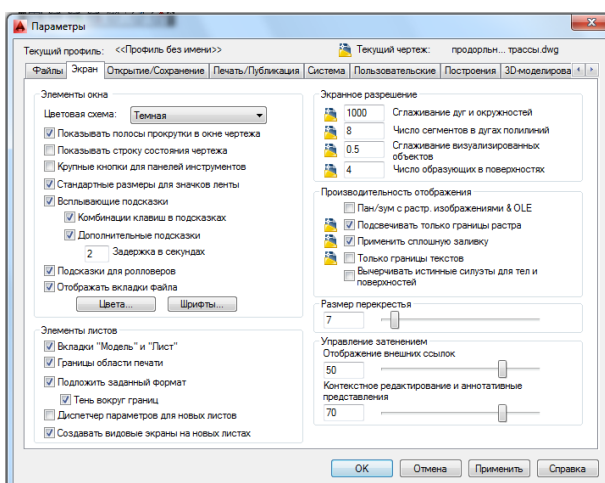 Параметры
Текущий профиль: <<Профиль без имени>> Текущий чертеж: продорльн... трассы.dwg
Файлы Экран Открытие/Сохранение Печать/Публикация Система Пользовательские Построения 3D-моделирова
Элементы окна
Цветовая схема: Темная
Показывать полосы прокрутки в окне чертежа
Показывать строку состояния чертежа
Крупные кнопки для панелей инструментов
Стандартные размеры для значков ленты
Всплывающие подсказки
Комбинации клавиш в подсказках
Дополнительные подсказки
2 Задержка в секундах
Подсказки для ролловеров
Отображать вкладки файла
Цвета... Шрифты...
Элементы листов
Вкладки "Модель" и "Лист"
Границы области печати
Подложить заданный формат
Тень вокруг границ
Диспетчер параметров для новых листов
Создавать видовые экраны на новых листах
Экранное разрешение
1000 Сглаживание дуг и окружностей
8 Число сегментов в дугах полилиний
0.5 Сглаживание визуализированных
объектов
4 Число образующих в поверхностях
Производительность отображения
Пан/зум с растр. изображениями & OLE
Подсвечивать только границы растра
Применить сплошную заливку
Только границы текстов
Вычерчивать истинные силуэты для тел и
поверхностей
Размер перекрестья
7
Управление затенением
Отображение внешних ссылок
50
Контекстное редактирование и аннотативные
представления
70
OK Отмена Применить Справка